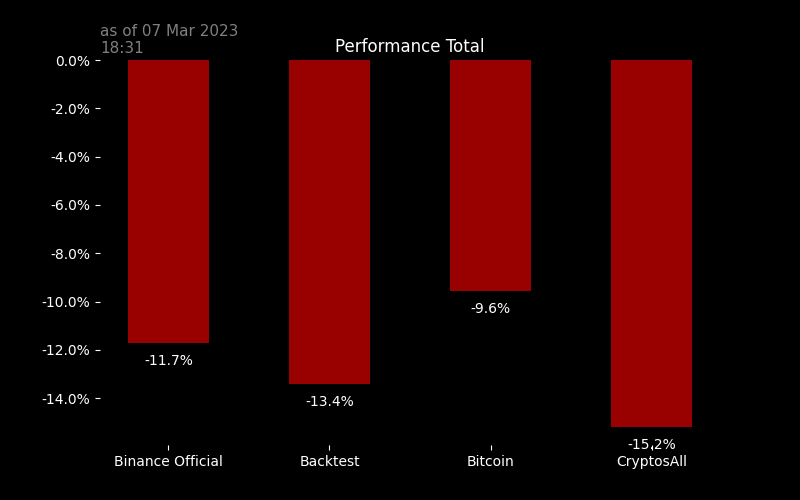 as of 07 Mar 2023
18:31
Performance Total
0.0%
-2.0%
-4.0%
-6.0%
-8.0%
-10.0%
-12.0%
-14.0%
-11.7%
-13.4%
-9.6%
-15.2%
Binance Official
Backtest
Bitcoin
CryptosAll